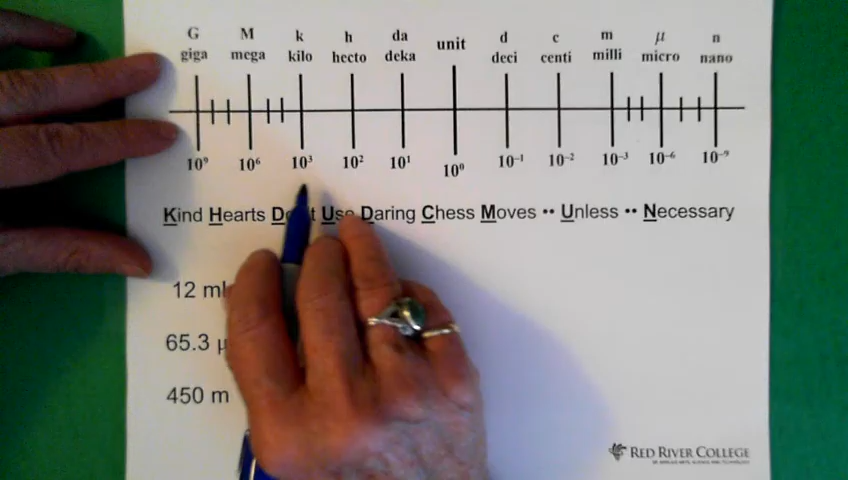 G M k h da unit d c m μ n
giga mega kilo hecto deka deci centi milli micro nano
10⁹ 10⁶ 10³ 10² 10¹ 10⁰ 10⁻¹ 10⁻² 10⁻³ 10⁻⁶ 10⁻⁹
Kind Hearts Use Daring Chess Moves •• Unless •• Necessary
12 ml
65.3 μ
450 m
RED RIVER COLLEGE